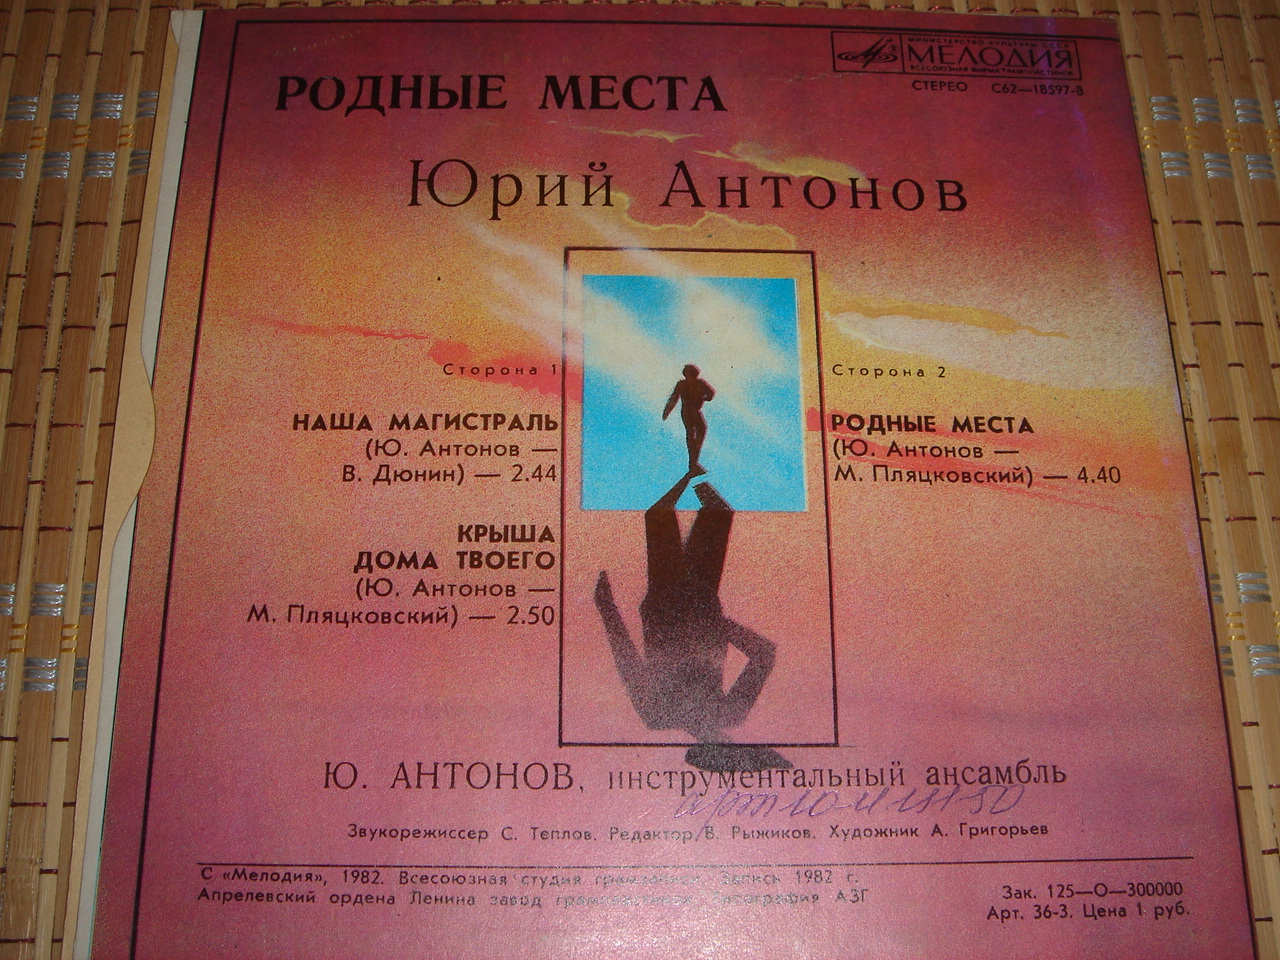 РОДНЫЕ МЕСТА
МИНИСТЕРСТВО КУЛЬТУРЫ СССР
МЕЛОДИЯ
ВСЕСОЮЗНАЯ ФИРМА ГРАМПЛАСТИНОК
СТЕРЕО С62—18597-8
Юрий Антонов
Сторона 1
НАША МАГИСТРАЛЬ
(Ю. Антонов —
В. Дюнин) — 2.44
КРЫША
ДОМА ТВОЕГО
(Ю. Антонов —
М. Пляцковский) — 2.50
Сторона 2
РОДНЫЕ МЕСТА
(Ю. Антонов —
М. Пляцковский) — 4.40
Ю. АНТОНОВ, инструментальный ансамбль
Звукорежиссер С. Теплов. Редактор В. Рыжиков. Художник А. Григорьев
С «Мелодия», 1982. Всесоюзная студия грамзаписи. Запись 1982 г.
Апрелевский ордена Ленина завод грампластинок Типография АЗГ
Зак. 125—О—300000
Арт. 36-3. Цена 1 руб.